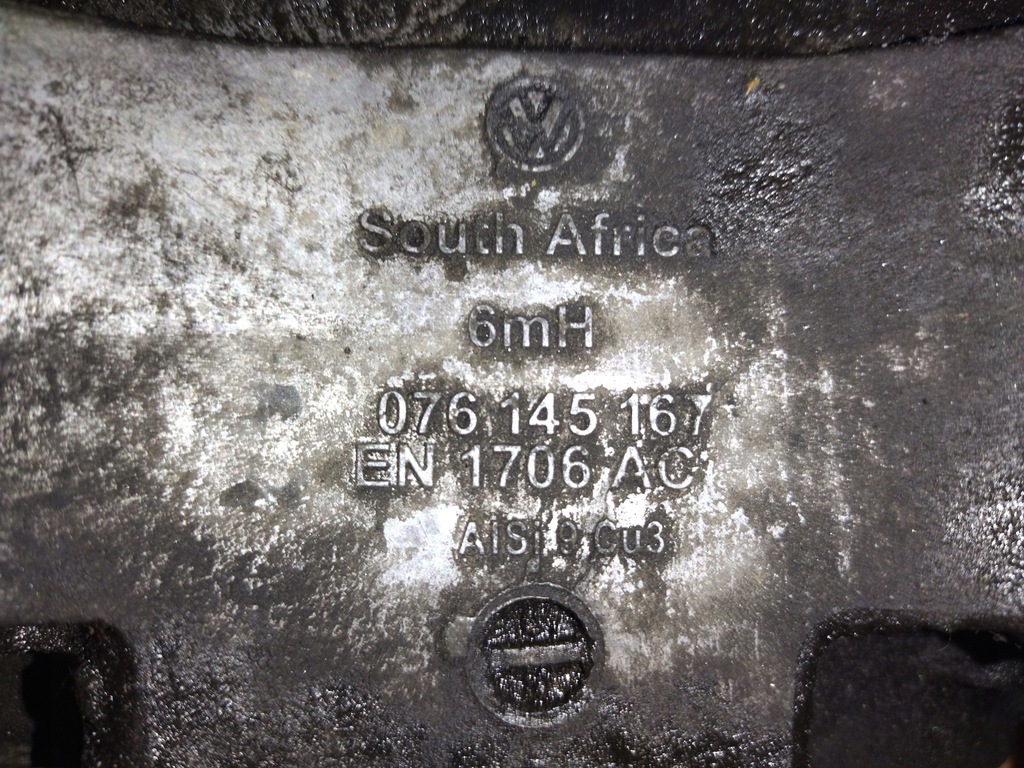 South Africa
6mH
076 145 167
EN 1706 AC
AlSi 9 Cu3